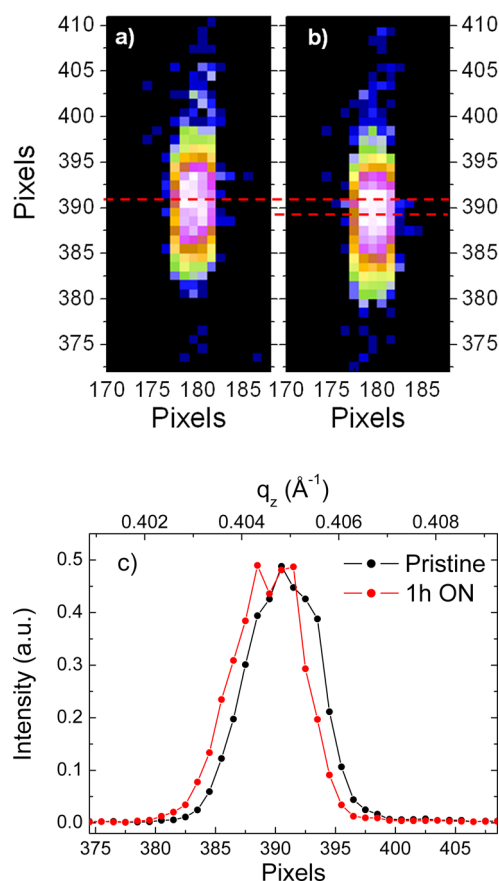 a)
b)
410
405
400
395
390
385
380
375
Pixels
410
405
400
395
390
385
380
375
170 175 180 185
170 175 180 185
Pixels
Pixels
q_z (Å⁻¹)
0.402 0.404 0.406 0.408
c)
Pristine
1h ON
0.5
0.4
0.3
0.2
0.1
0.0
Intensity (a.u.)
375 380 385 390 395 400 405
Pixels